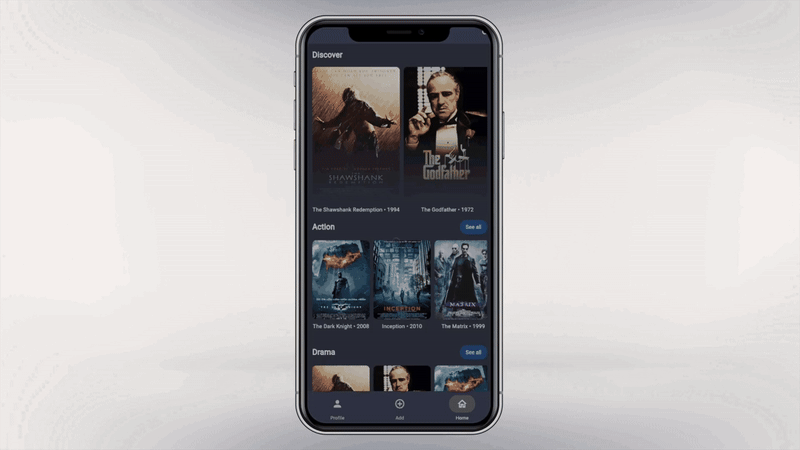 Discover
THE SHAWSHANK
REDEMPTION
The
Godfather
The Shawshank Redemption • 1994
The Godfather • 1972
Action
See all
INCEPTION
MATRIX
The Dark Knight • 2008
Inception • 2010
The Matrix • 1999
Drama
See all
Profile
Add
Home